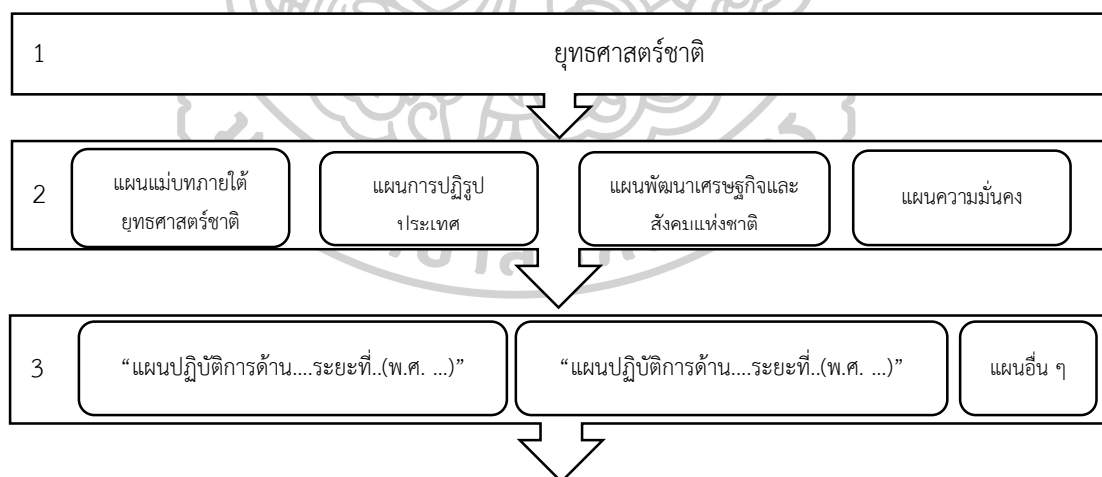 1 ยุทธศาสตร์ชาติ
2
แผนแม่บทภายใต้
ยุทธศาสตร์ชาติ
แผนการปฏิรูป
ประเทศ
แผนพัฒนาเศรษฐกิจและ
สังคมแห่งชาติ
แผนความมั่นคง
3
“แผนปฏิบัติการด้าน....ระยะที่..(พ.ศ. ...)”
“แผนปฏิบัติการด้าน....ระยะที่..(พ.ศ. ...)”
แผนอื่น ๆ